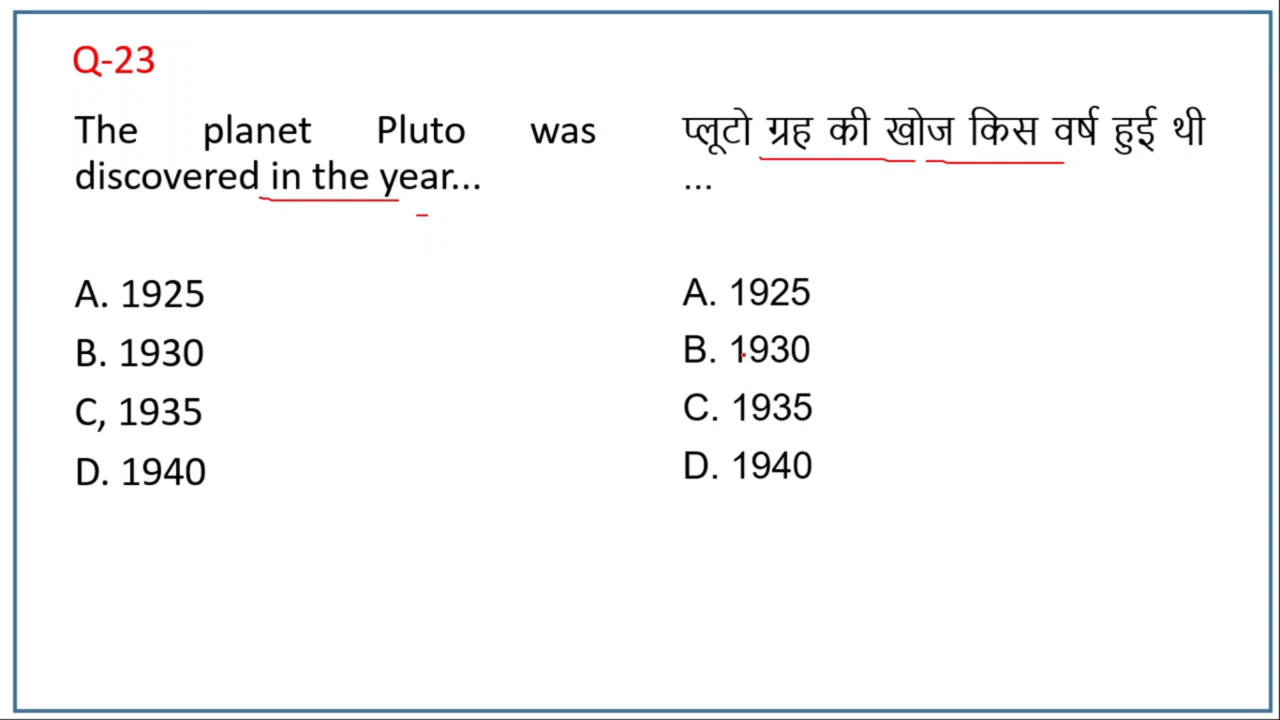 Q-23
The planet Pluto was
discovered in the year...
A. 1925
B. 1930
C, 1935
D. 1940
प्लूटो ग्रह की खोज किस वर्ष हुई थी
...
A. 1925
B. 1930
C. 1935
D. 1940